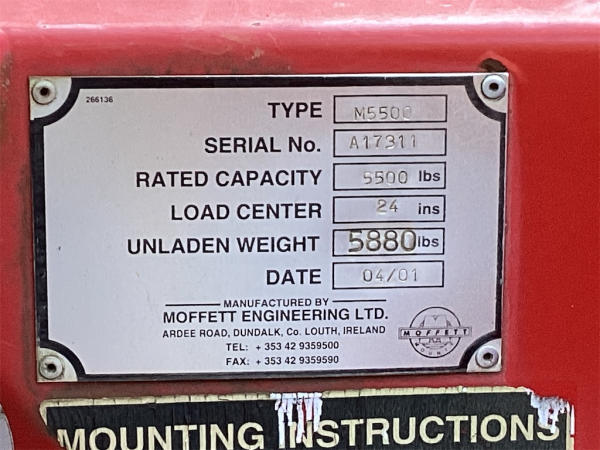 266136
TYPE M5500
SERIAL No. A17311
RATED CAPACITY 5500 lbs
LOAD CENTER 24 ins
UNLADEN WEIGHT 5880 lbs
DATE 04/01
MANUFACTURED BY
MOFFETT ENGINEERING LTD.
ARDEE ROAD, DUNDALK, Co. LOUTH, IRELAND
TEL: + 353 42 9359500
FAX: + 353 42 9359590
MOFFETT
MOUNTING INSTRUCTIONS